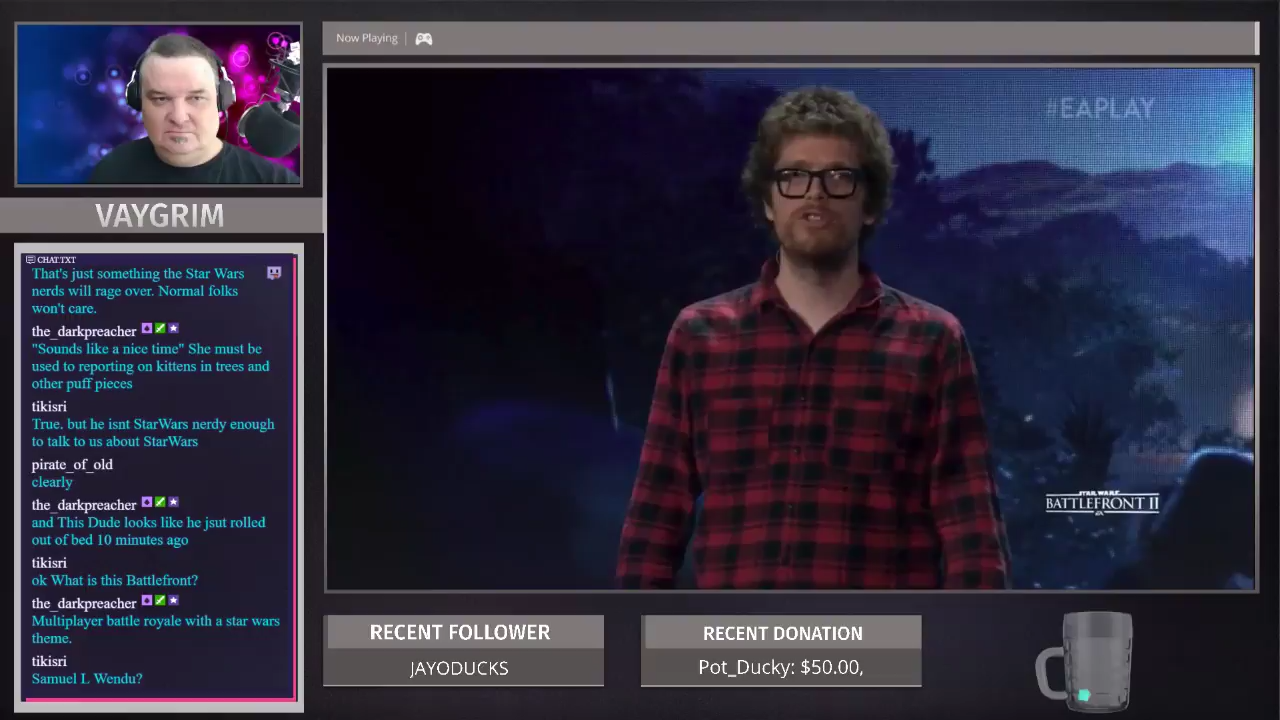 Now Playing
#EAPLAY
VAYGRIM
CHAT.TXT
That's just something the Star Wars
nerds will rage over. Normal folks
won't care.
the_darkpreacher
"Sounds like a nice time" She must be
used to reporting on kittens in trees and
other puff pieces
tikisri
True, but he isnt StarWars nerdy enough
to talk to us about StarWars
pirate_of_old
clearly
the_darkpreacher
and This Dude looks like he jsut rolled
out of bed 10 minutes ago
tikisri
ok What is this Battlefront?
the_darkpreacher
Multiplayer battle royale with a star wars
theme.
tikisri
Samuel L Wendu?
STAR WARS
BATTLEFRONT II
EA
RECENT FOLLOWER
JAYODUCKS
RECENT DONATION
Pot_Ducky: $50.00,